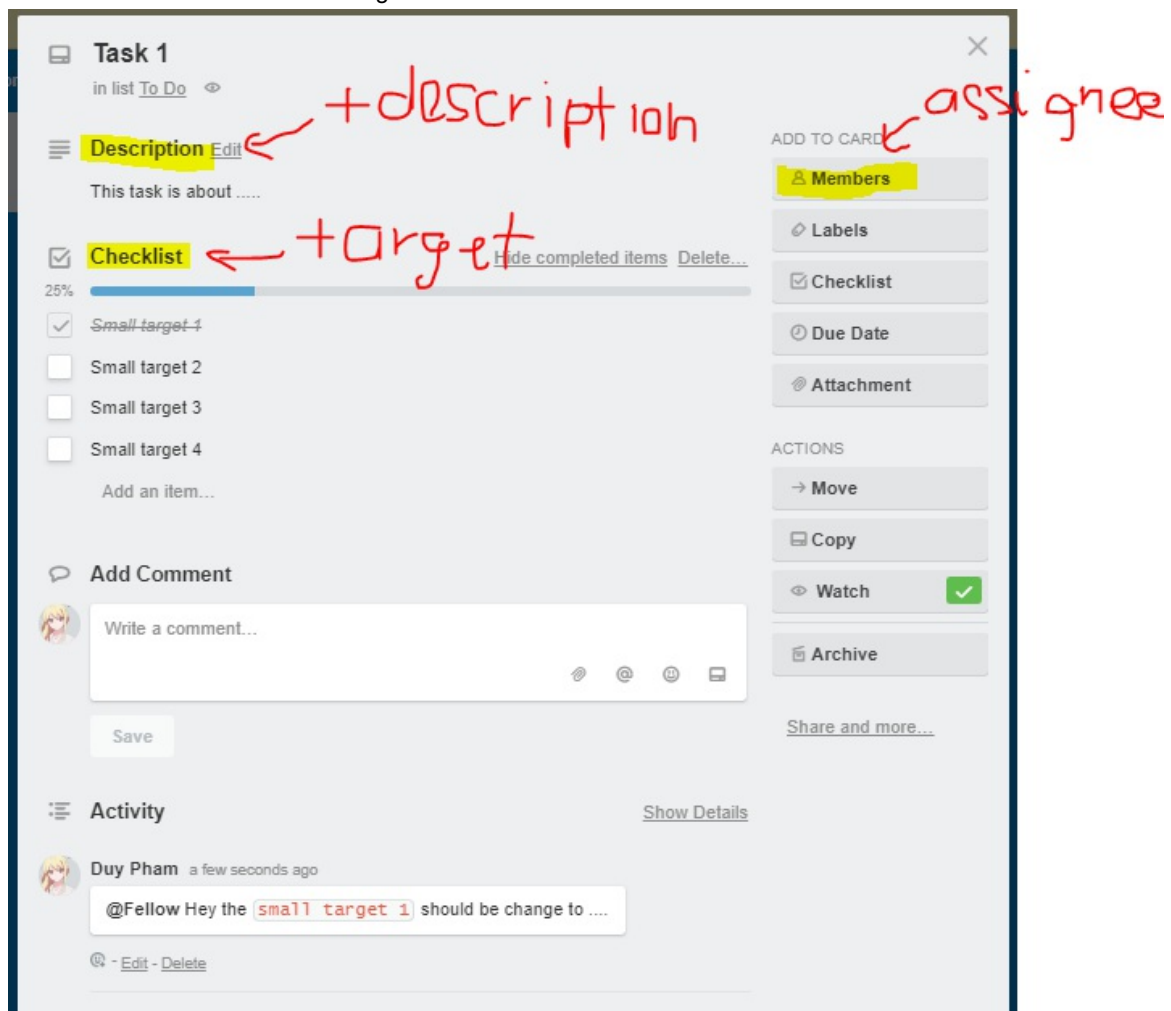 Task 1
in list To Do
+description
assignee
Description Edit
ADD TO CARD
This task is about .....
Members
Labels
Checklist
target
Hide completed items Delete...
Checklist
25%
Small target 1
Due Date
Small target 2
Attachment
Small target 3
Small target 4
ACTIONS
Add an item...
Move
Copy
Add Comment
Watch
Write a comment...
Archive
Save
Share and more...
Activity
Show Details
Duy Pham a few seconds ago
@Fellow Hey the small target 1 should be change to ....
- Edit - Delete